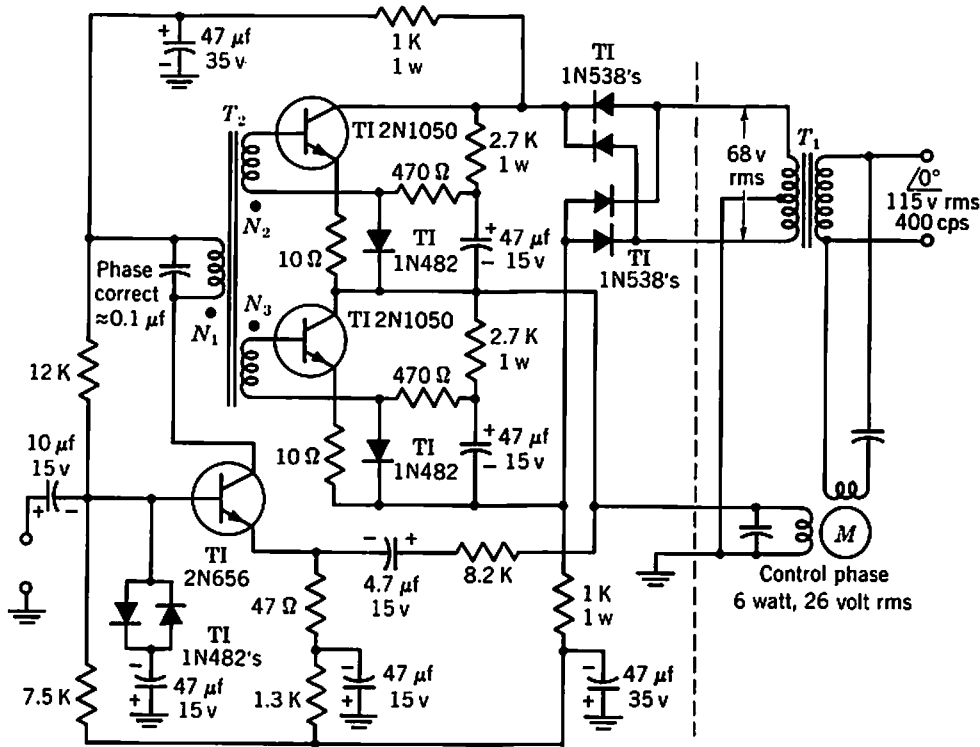 +
47 μf
35 v
−
1 K
1 w
TI
1N538's
T₂
TI 2N1050
2.7 K
1 w
68 v
rms
T₁
/0°
115 v rms
400 cps
470 Ω
N₂
10 Ω
TI
1N482
+
−
47 μf
15 v
TI
1N538's
Phase
correct
≈0.1 μf
N₁
N₃
TI 2N1050
2.7 K
1 w
12 K
470 Ω
10 Ω
TI
1N482
+
−
47 μf
15 v
10 μf
15 v
+ −
TI
2N656
− +
4.7 μf
15 v
8.2 K
M
Control phase
6 watt, 26 volt rms
47 Ω
1 K
1 w
TI
1N482's
7.5 K
−
+
47 μf
15 v
1.3 K
−
+
47 μf
15 v
−
+
47 μf
35 v